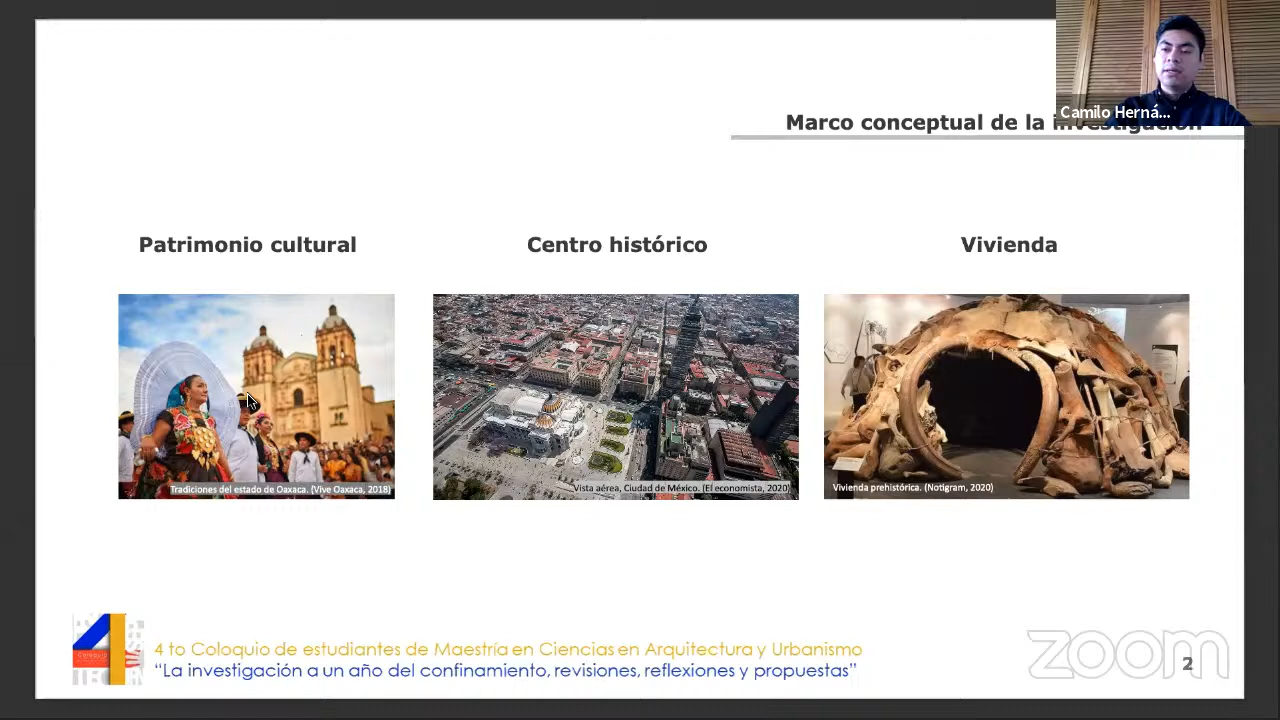 Camilo Herná...
Marco conceptual de la investigación
Patrimonio cultural
Centro histórico
Vivienda
Tradiciones del estado de Oaxaca. (Vive Oaxaca, 2018)
Vista aérea, Ciudad de México. (El economista, 2020)
Vivienda prehistórica. (Notigram, 2020)
4 to Coloquio de estudiantes de Maestría en Ciencias en Arquitectura y Urbanismo
“La investigación a un año del confinamiento, revisiones, reflexiones y propuestas”
zoom
2